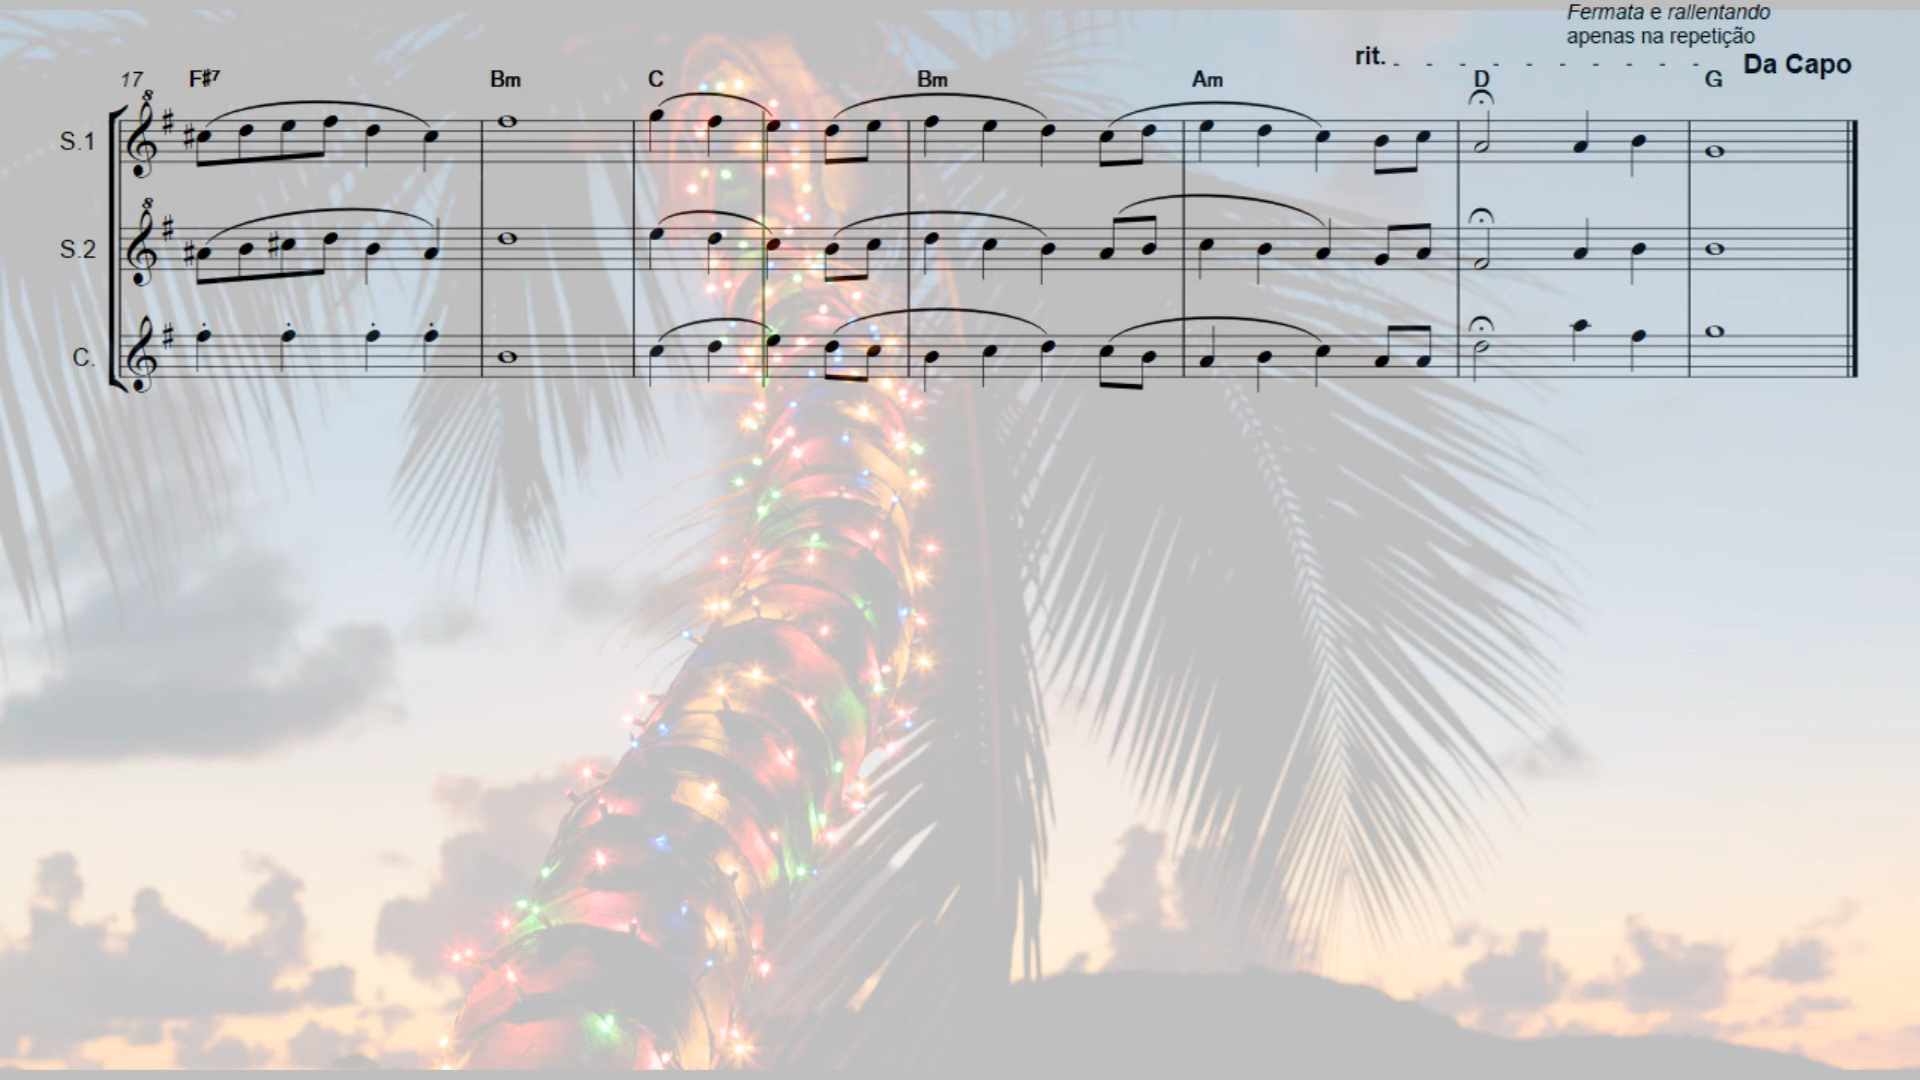 Fermata e rallentando
apenas na repetição
rit. Da Capo
17 F#7 Bm C Bm Am D G
S.1
S.2
C.